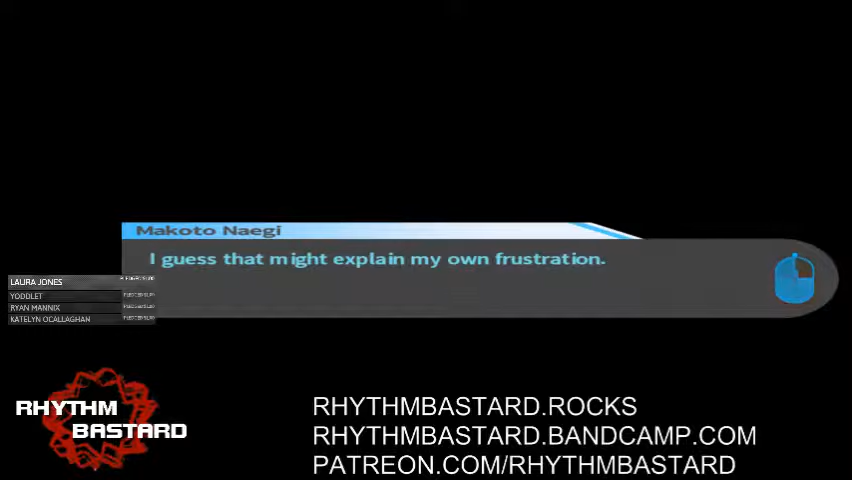 Makoto Naegi
I guess that might explain my own frustration.
LAURA JONES
YODDLET
RYAN MANNIX
KATELYN OCALLAGHAN
RHYTHM
BASTARD
RHYTHMBASTARD.ROCKS
RHYTHMBASTARD.BANDCAMP.COM
PATREON.COM/RHYTHMBASTARD